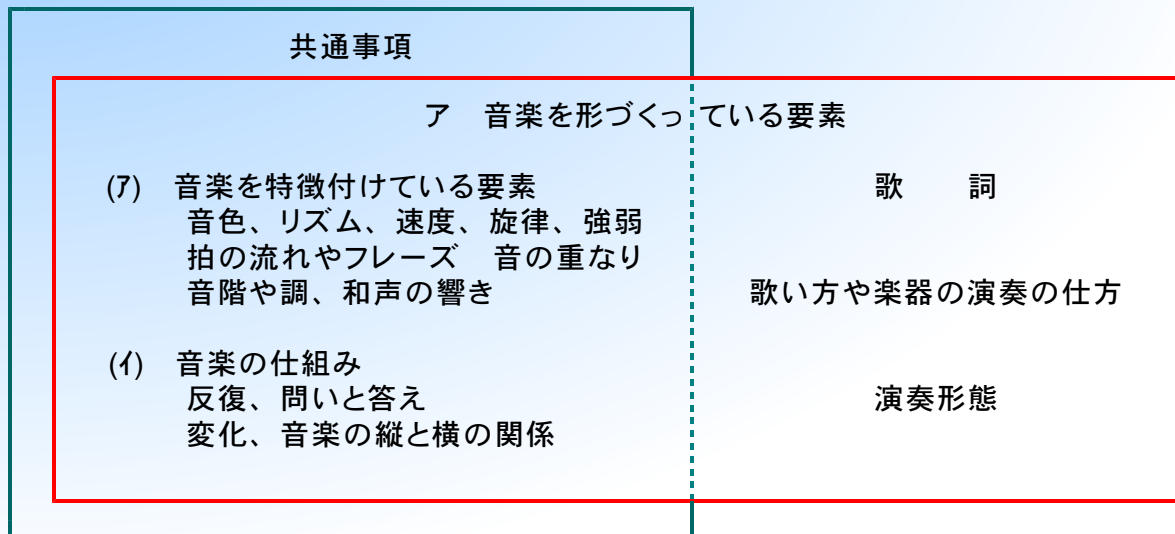 共通事項
ア　音楽を形づくっている要素
(ｱ)　音楽を特徴付けている要素
音色、リズム、速度、旋律、強弱
拍の流れやフレーズ　音の重なり
音階や調、和声の響き
(ｲ)　音楽の仕組み
反復、問いと答え
変化、音楽の縦と横の関係
歌　　詞
歌い方や楽器の演奏の仕方
演奏形態